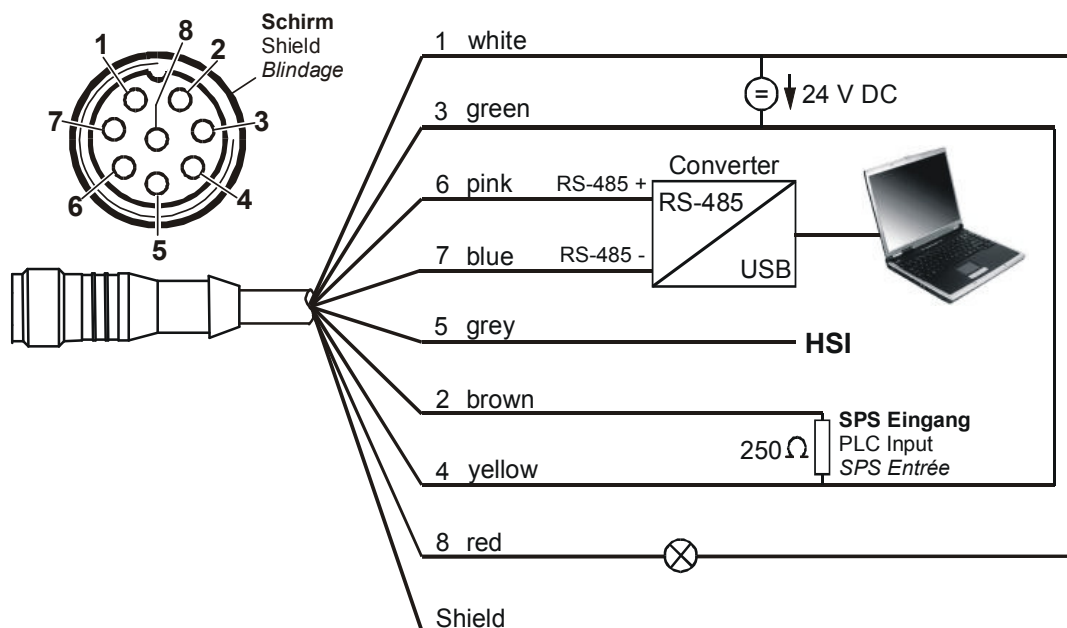 Schirm
Shield
Blindage
1
8
2
7
3
6
4
5
1 white
= 24 V DC
3 green
Converter
6 pink RS-485 +
RS-485
7 blue RS-485 -
USB
5 grey HSI
2 brown
SPS Eingang
250 Ω PLC Input
SPS Entrée
4 yellow
8 red
Shield